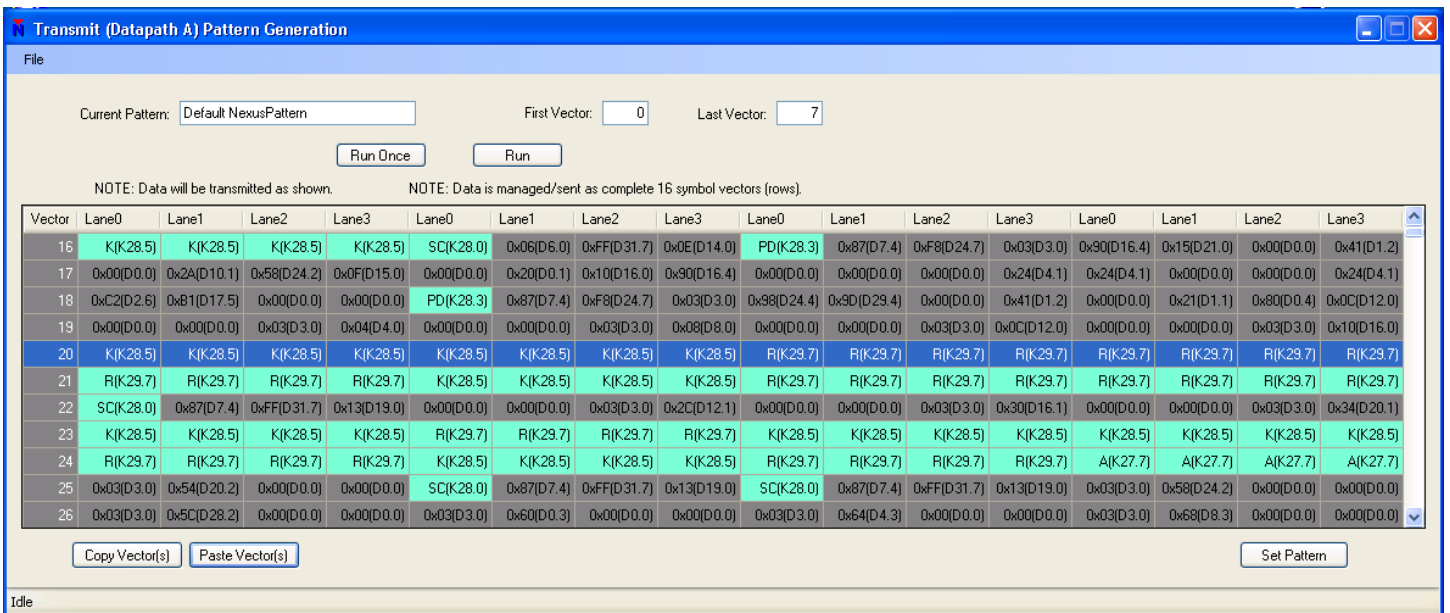 Transmit (Datapath A) Pattern Generation
File
Current Pattern: Default NexusPattern First Vector: 0 Last Vector: 7
Run Once Run
NOTE: Data will be transmitted as shown. NOTE: Data is managed/sent as complete 16 symbol vectors (rows).
Vector Lane0 Lane1 Lane2 Lane3 Lane0 Lane1 Lane2 Lane3 Lane0 Lane1 Lane2 Lane3 Lane0 Lane1 Lane2 Lane3
16 K(K28.5) K(K28.5) K(K28.5) K(K28.5) SC(K28.0) 0x06(D6.0) 0xFF(D31.7) 0x0E(D14.0) PD(K28.3) 0x87(D7.4) 0xF8(D24.7) 0x03(D3.0) 0x90(D16.4) 0x15(D21.0) 0x00(D0.0) 0x41(D1.2)
17 0x00(D0.0) 0x2A(D10.1) 0x58(D24.2) 0x0F(D15.0) 0x00(D0.0) 0x20(D0.1) 0x10(D16.0) 0x90(D16.4) 0x00(D0.0) 0x00(D0.0) 0x00(D0.0) 0x24(D4.1) 0x24(D4.1) 0x00(D0.0) 0x00(D0.0) 0x24(D4.1)
18 0xC2(D2.6) 0xB1(D17.5) 0x00(D0.0) 0x00(D0.0) PD(K28.3) 0x87(D7.4) 0xF8(D24.7) 0x03(D3.0) 0x98(D24.4) 0x9D(D29.4) 0x00(D0.0) 0x41(D1.2) 0x00(D0.0) 0x21(D1.1) 0x80(D0.4) 0x0C(D12.0)
19 0x00(D0.0) 0x00(D0.0) 0x03(D3.0) 0x04(D4.0) 0x00(D0.0) 0x00(D0.0) 0x03(D3.0) 0x08(D8.0) 0x00(D0.0) 0x00(D0.0) 0x03(D3.0) 0x0C(D12.0) 0x00(D0.0) 0x00(D0.0) 0x03(D3.0) 0x10(D16.0)
20 K(K28.5) K(K28.5) K(K28.5) K(K28.5) K(K28.5) K(K28.5) K(K28.5) K(K28.5) R(K29.7) R(K29.7) R(K29.7) R(K29.7) R(K29.7) R(K29.7) R(K29.7) R(K29.7)
21 R(K29.7) R(K29.7) R(K29.7) R(K29.7) K(K28.5) K(K28.5) K(K28.5) K(K28.5) R(K29.7) R(K29.7) R(K29.7) R(K29.7) R(K29.7) R(K29.7) R(K29.7) R(K29.7)
22 SC(K28.0) 0x87(D7.4) 0xFF(D31.7) 0x13(D19.0) 0x00(D0.0) 0x00(D0.0) 0x03(D3.0) 0x2C(D12.1) 0x00(D0.0) 0x00(D0.0) 0x03(D3.0) 0x30(D16.1) 0x00(D0.0) 0x00(D0.0) 0x03(D3.0) 0x34(D20.1)
23 K(K28.5) K(K28.5) K(K28.5) K(K28.5) R(K29.7) R(K29.7) R(K29.7) R(K29.7) K(K28.5) K(K28.5) K(K28.5) K(K28.5) K(K28.5) K(K28.5) K(K28.5) K(K28.5)
24 R(K29.7) R(K29.7) R(K29.7) R(K29.7) K(K28.5) K(K28.5) K(K28.5) K(K28.5) R(K29.7) R(K29.7) R(K29.7) R(K29.7) A(K27.7) A(K27.7) A(K27.7) A(K27.7)
25 0x03(D3.0) 0x54(D20.2) 0x00(D0.0) 0x00(D0.0) SC(K28.0) 0x87(D7.4) 0xFF(D31.7) 0x13(D19.0) SC(K28.0) 0x87(D7.4) 0xFF(D31.7) 0x13(D19.0) 0x03(D3.0) 0x58(D24.2) 0x00(D0.0) 0x00(D0.0)
26 0x03(D3.0) 0x5C(D28.2) 0x00(D0.0) 0x00(D0.0) 0x03(D3.0) 0x60(D0.3) 0x00(D0.0) 0x00(D0.0) 0x03(D3.0) 0x64(D4.3) 0x00(D0.0) 0x00(D0.0) 0x03(D3.0) 0x68(D8.3) 0x00(D0.0) 0x00(D0.0)
Copy Vector(s) Paste Vector(s) Set Pattern
Idle